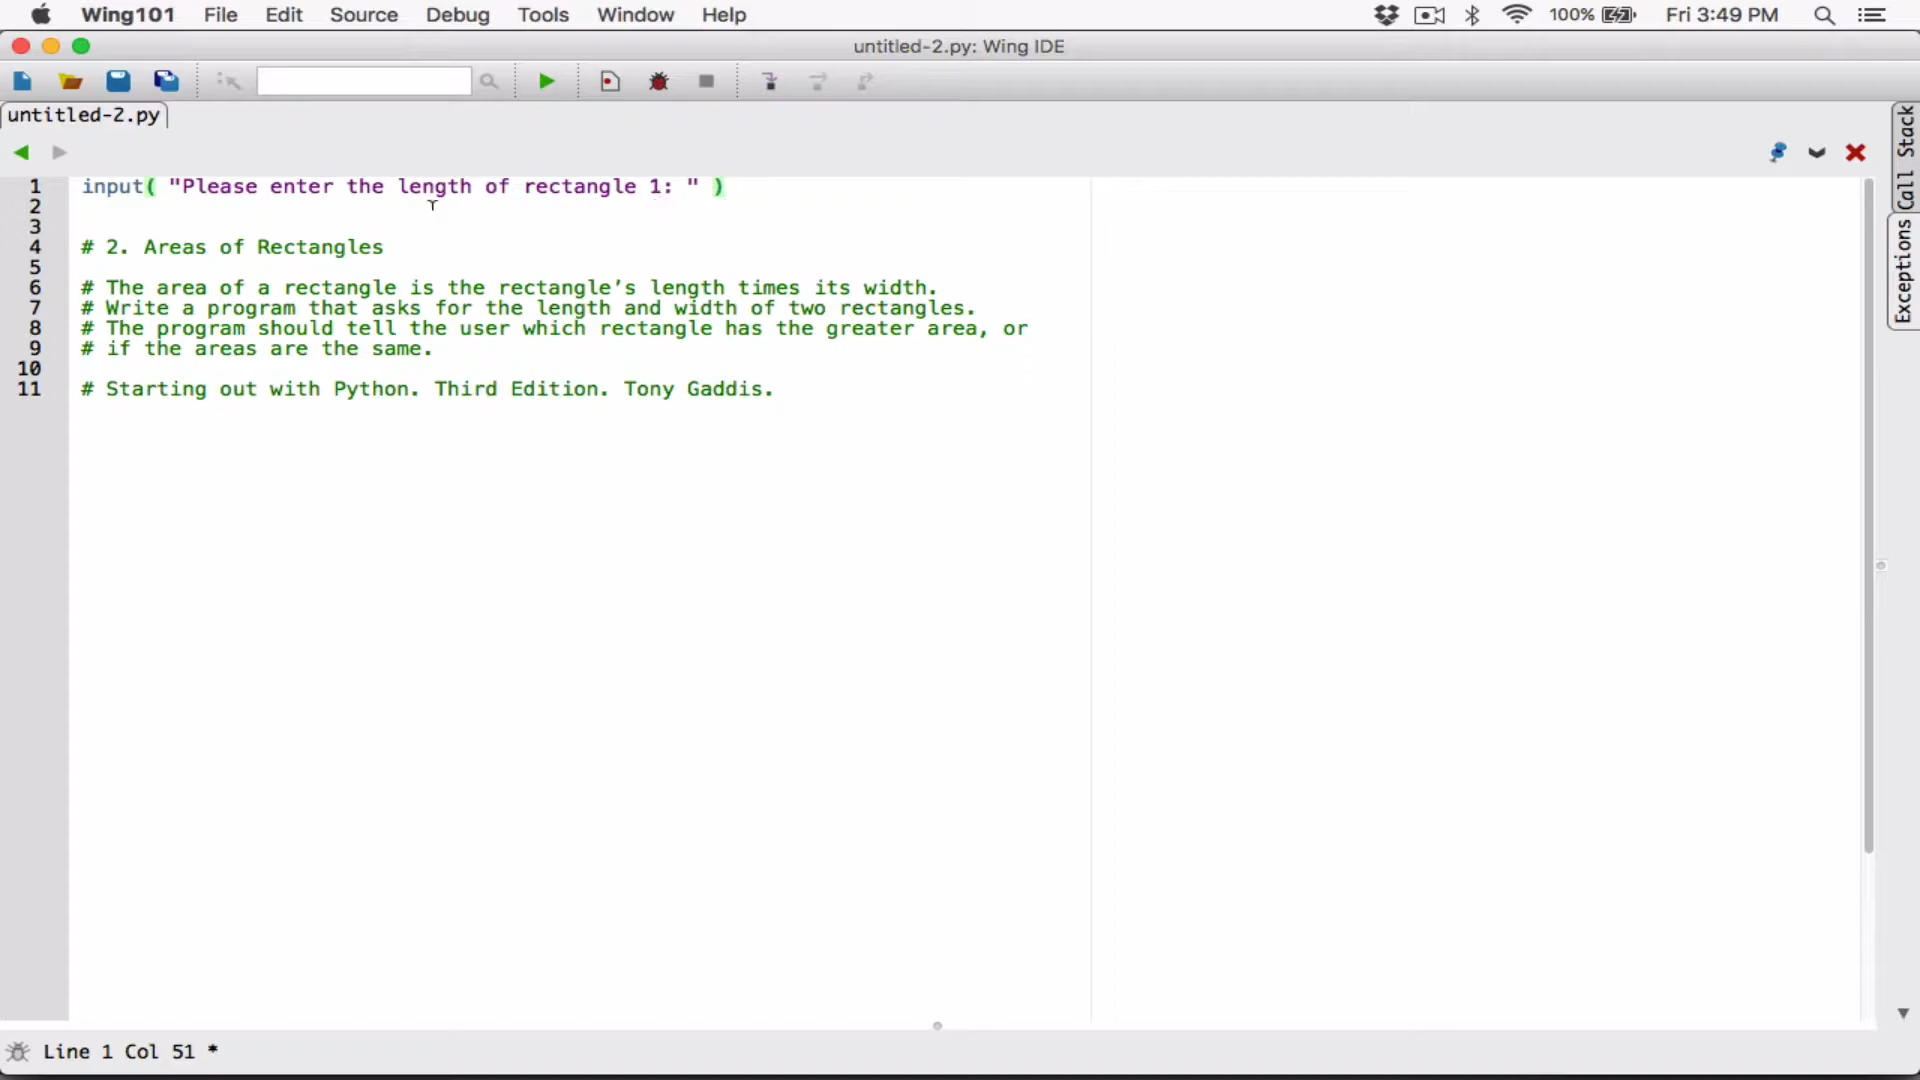 Wing101 File Edit Source Debug Tools Window Help 100% Fri 3:49 PM
untitled-2.py: Wing IDE
untitled-2.py
Call Stack
Exceptions
1 input( "Please enter the length of rectangle 1: " )
2
3
4 # 2. Areas of Rectangles
5
6 # The area of a rectangle is the rectangle’s length times its width.
7 # Write a program that asks for the length and width of two rectangles.
8 # The program should tell the user which rectangle has the greater area, or
9 # if the areas are the same.
10
11 # Starting out with Python. Third Edition. Tony Gaddis.
Line 1 Col 51 *